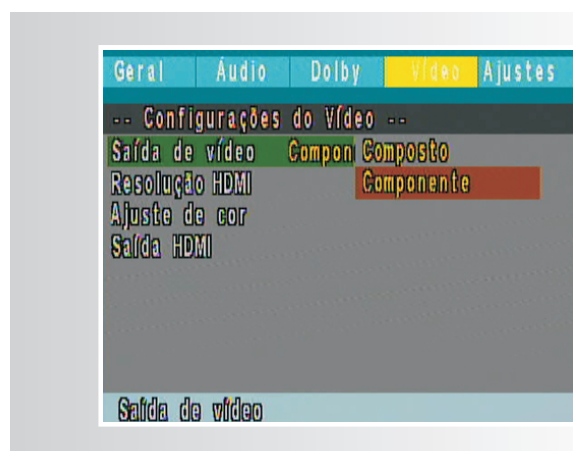 Geral Áudio Dolby Vídeo Ajustes
-- Configurações do Vídeo --
Saída de vídeo Compon Composto
Resolução HDMI Componente
Ajuste de cor
Saída HDMI
Saída de vídeo